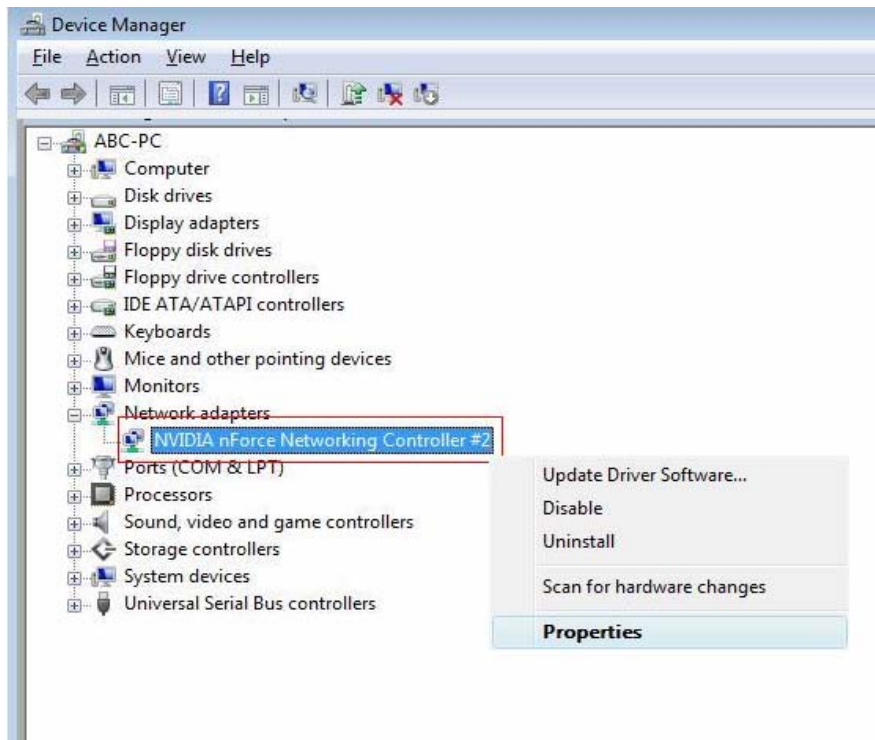 Device Manager
File Action View Help
ABC-PC
Computer
Disk drives
Display adapters
Floppy disk drives
Floppy drive controllers
IDE ATA/ATAPI controllers
Keyboards
Mice and other pointing devices
Monitors
Network adapters
NVIDIA nForce Networking Controller #2
Ports (COM & LPT)
Processors
Sound, video and game controllers
Storage controllers
System devices
Universal Serial Bus controllers
Update Driver Software...
Disable
Uninstall
Scan for hardware changes
Properties